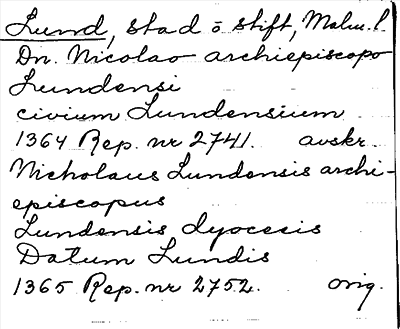 Lund, stad o stift, Malm. l.
Dn. Nicolao archiepiscopo
Lundensi
civium Lundensium
1364 Rep. nr 2741. avskr.
Nicholaus Lundensis archi-
episcopus
Lundensis dyocesis
Datum Lundis
1365 Rep. nr 2752. orig.